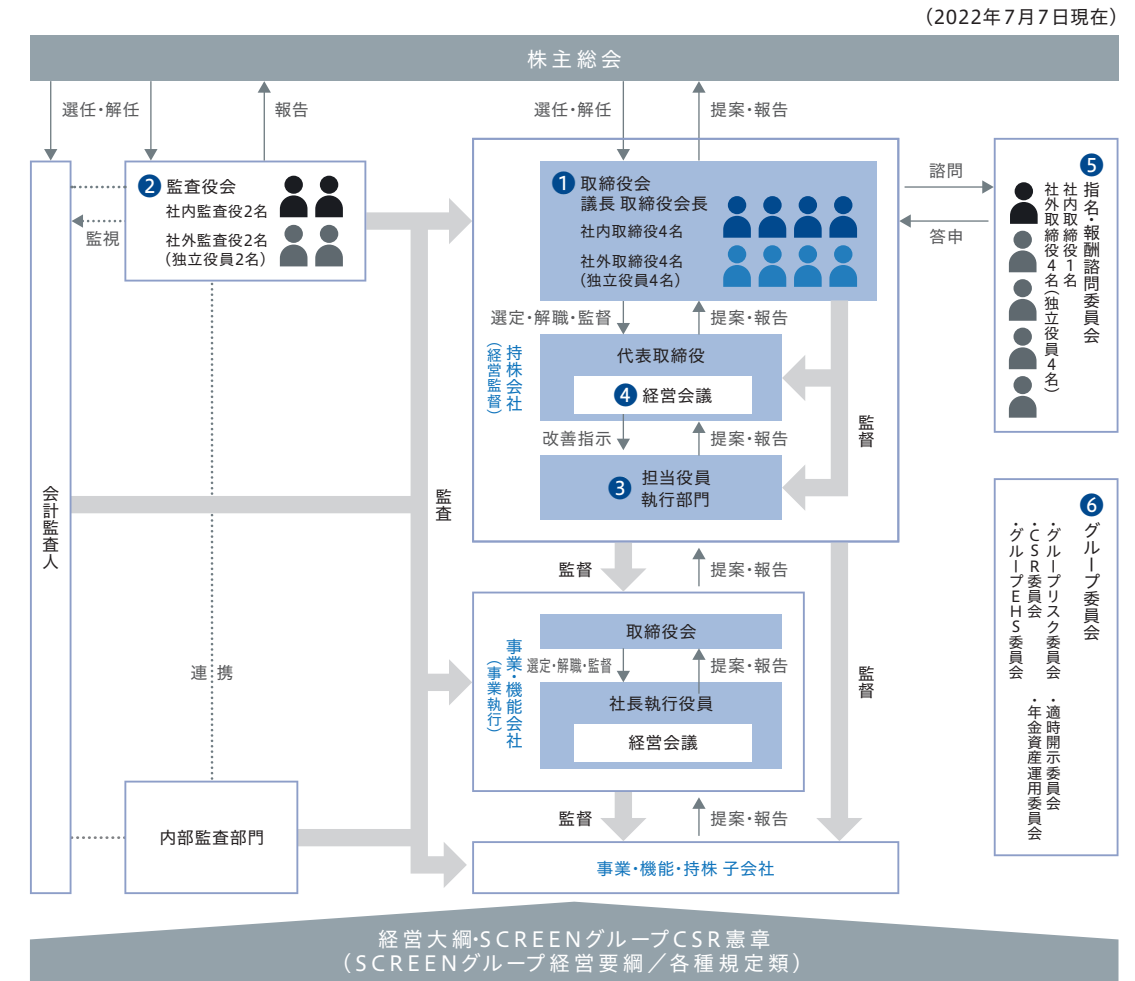 （2022年7月7日現在）
株主総会
選任・解任
報告
選任・解任
提案・報告
❷ 監査役会
社内監査役2名
社外監査役2名
（独立役員2名）
監視
❶ 取締役会
議長 取締役会長
社内取締役4名
社外取締役4名
（独立役員4名）
諮問
答申
❺
指名・報酬諮問委員会
社内取締役1名
社外取締役4名（独立役員4名）
選定・解職・監督
提案・報告
持株会社
（経営監督）
代表取締役
❹ 経営会議
監督
改善指示
提案・報告
❸ 担当役員
執行部門
会計監査人
監査
❻
グループ委員会
・グループリスク委員会
・CSR委員会
・グループEHS委員会
・適時開示委員会
・年金資産運用委員会
監督
提案・報告
事業・機能会社
（事業執行）
取締役会
選定・解職・監督
提案・報告
社長執行役員
経営会議
監督
連携
監督
提案・報告
内部監査部門
事業・機能・持株 子会社
経営大綱・SCREENグループCSR憲章
（SCREENグループ経営要綱／各種規定類）